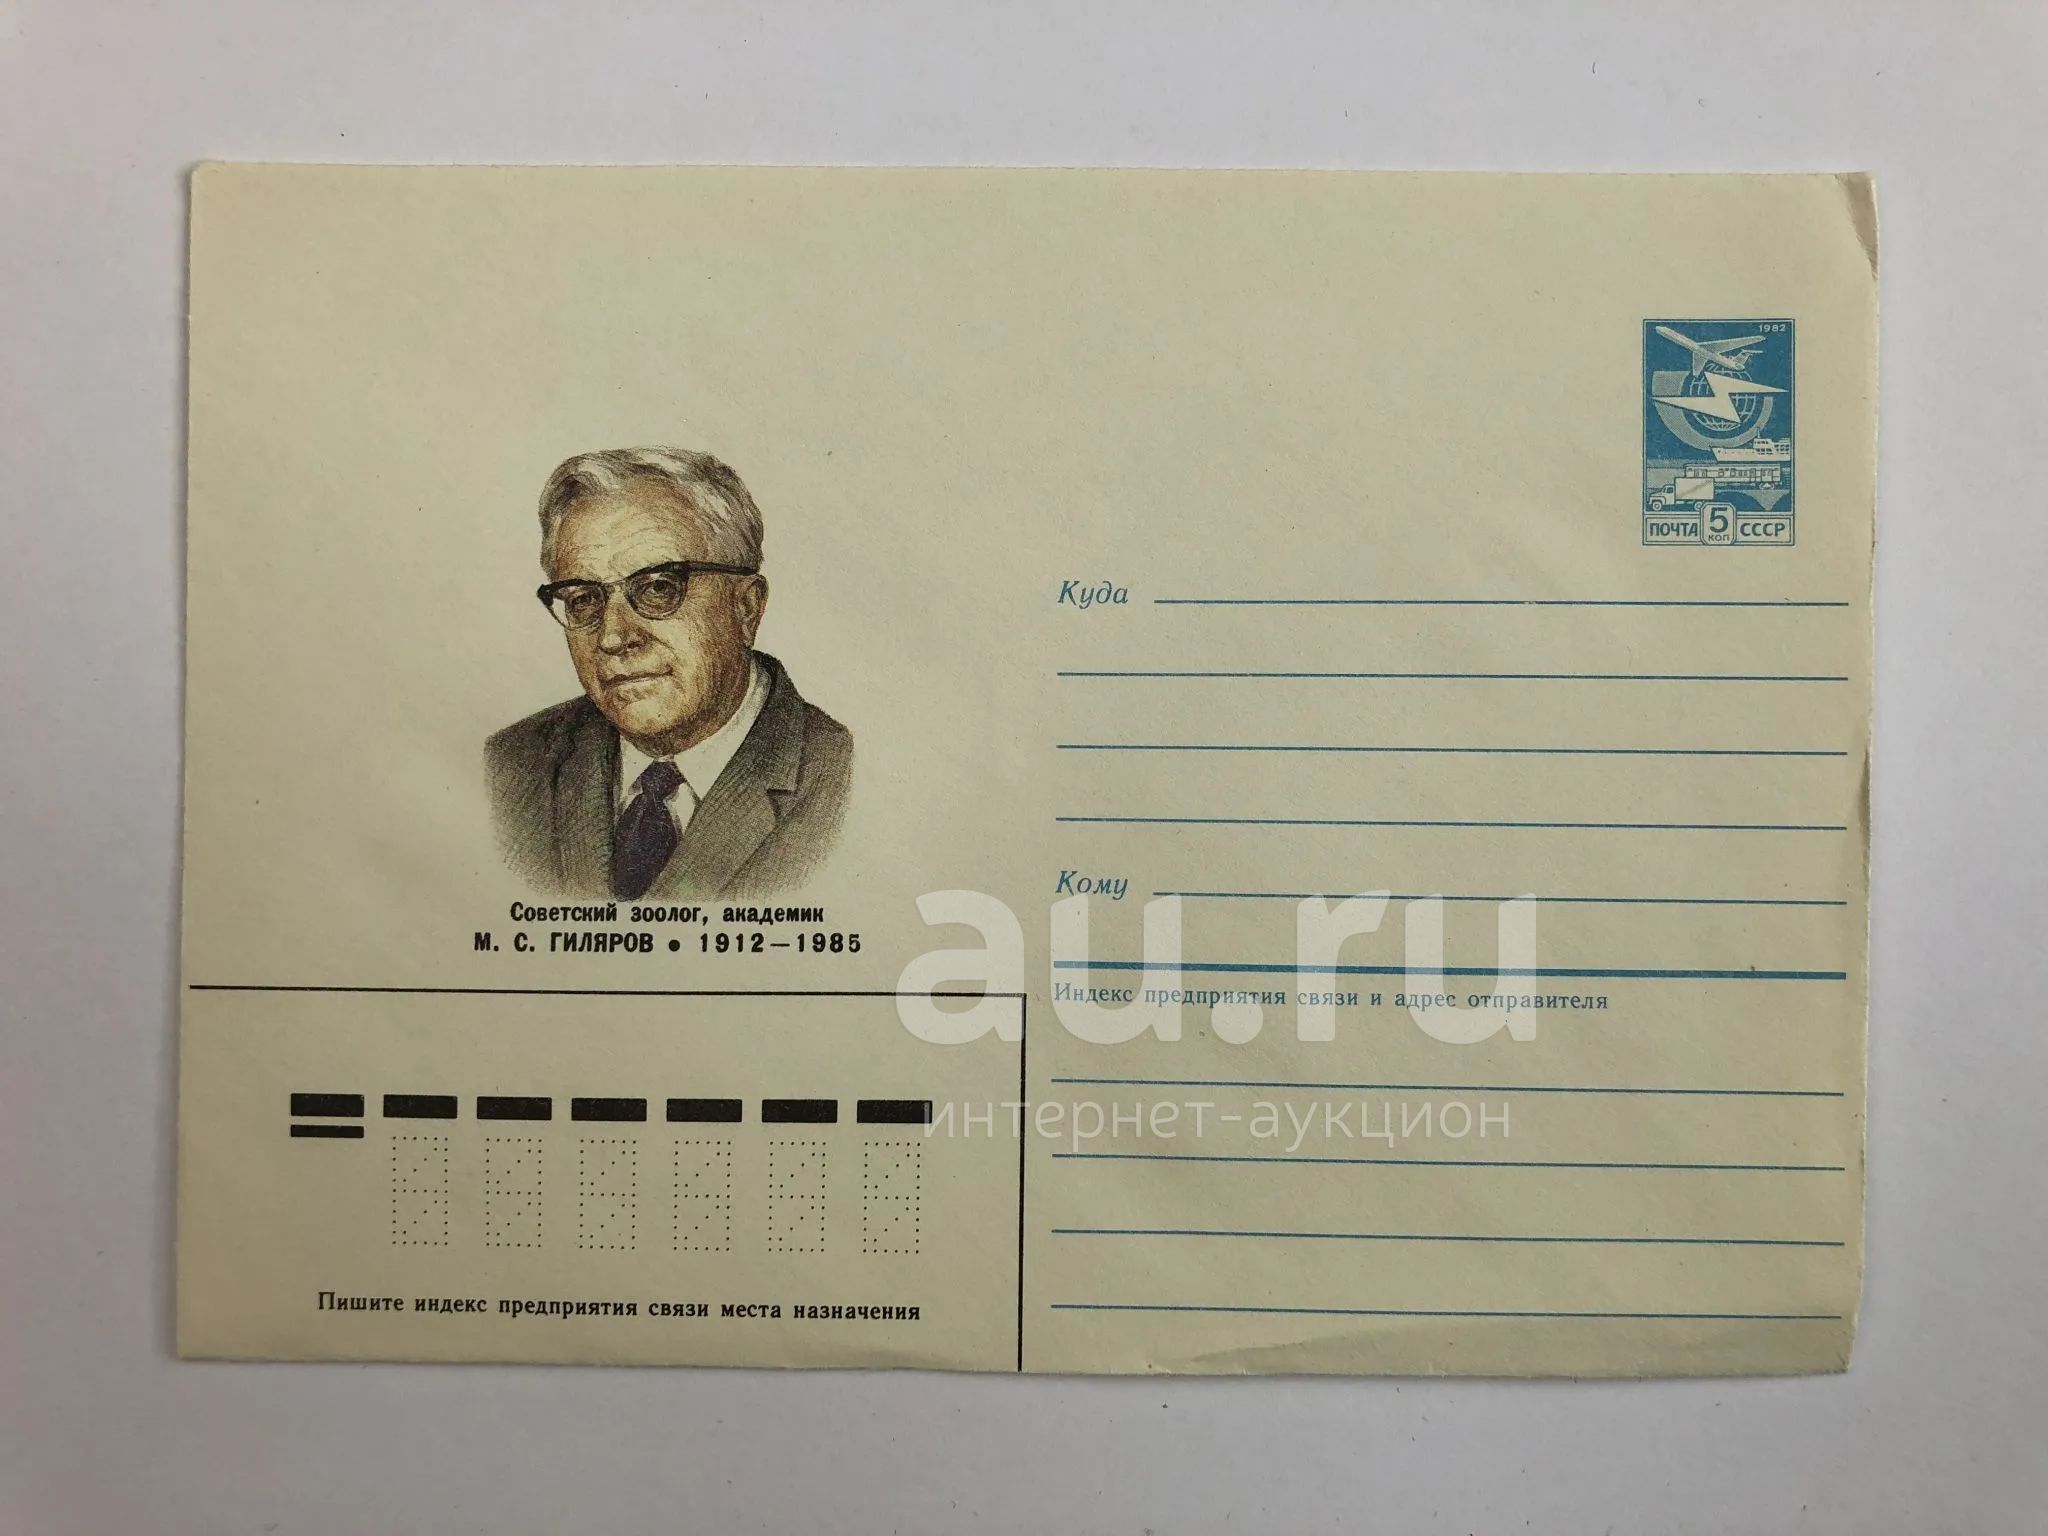 1982
ПОЧТА 5 КОП СССР
Куда
Кому
Советский зоолог, академик
М. С. ГИЛЯРОВ • 1912—1985
Индекс предприятия связи и адрес отправителя
Пишите индекс предприятия связи места назначения
au.ru
интернет-аукцион